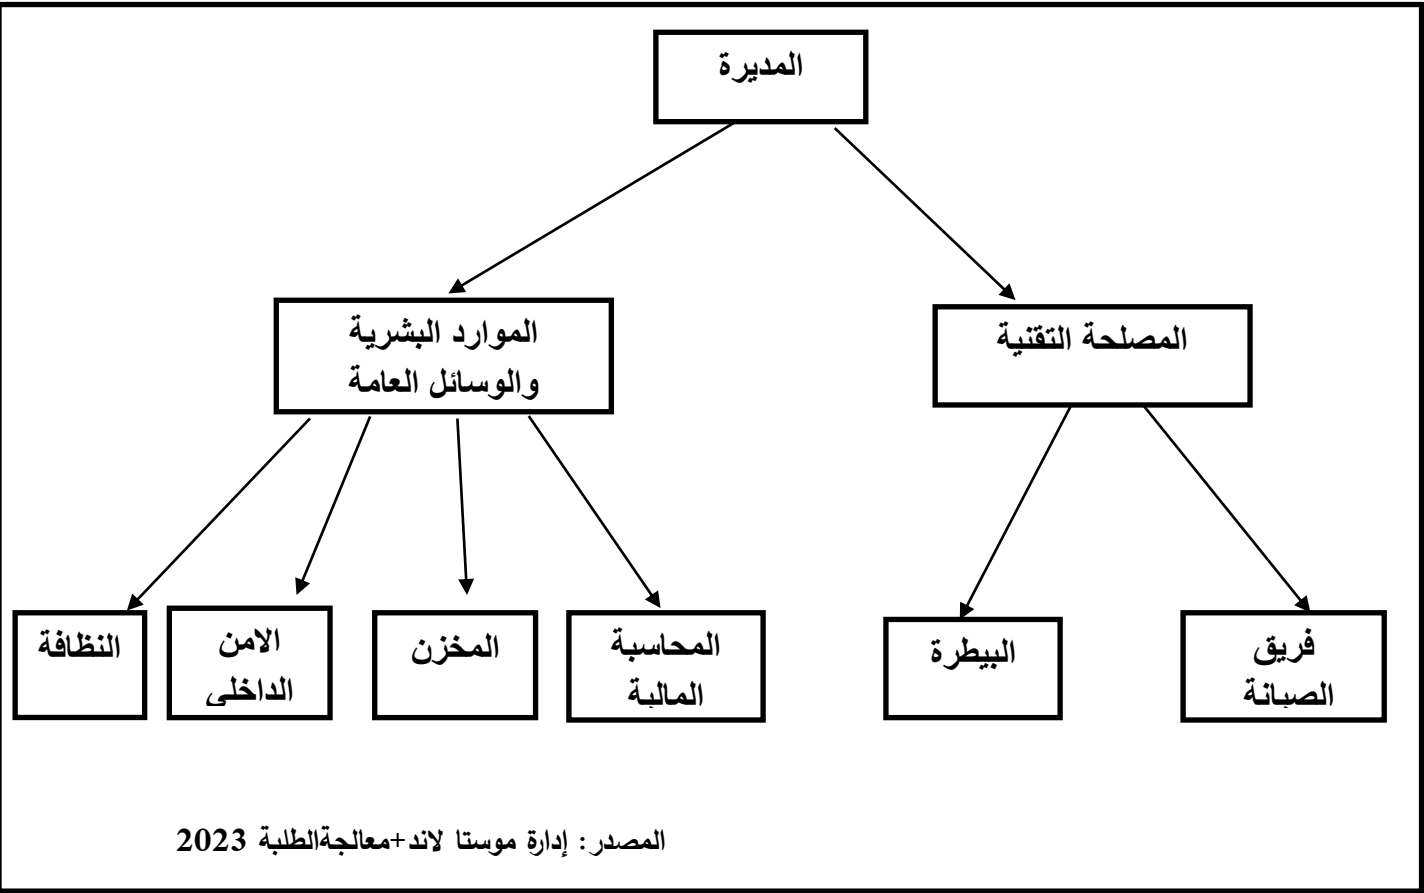 المديرة
المصلحة التقنية
الموارد البشرية
والوسائل العامة
فريق
الصيانة
البيطرة
المحاسبة
المالية
المخزن
الامن
الداخلي
النظافة
المصدر: إدارة موستا لاند+معالجةالطلبة 2023